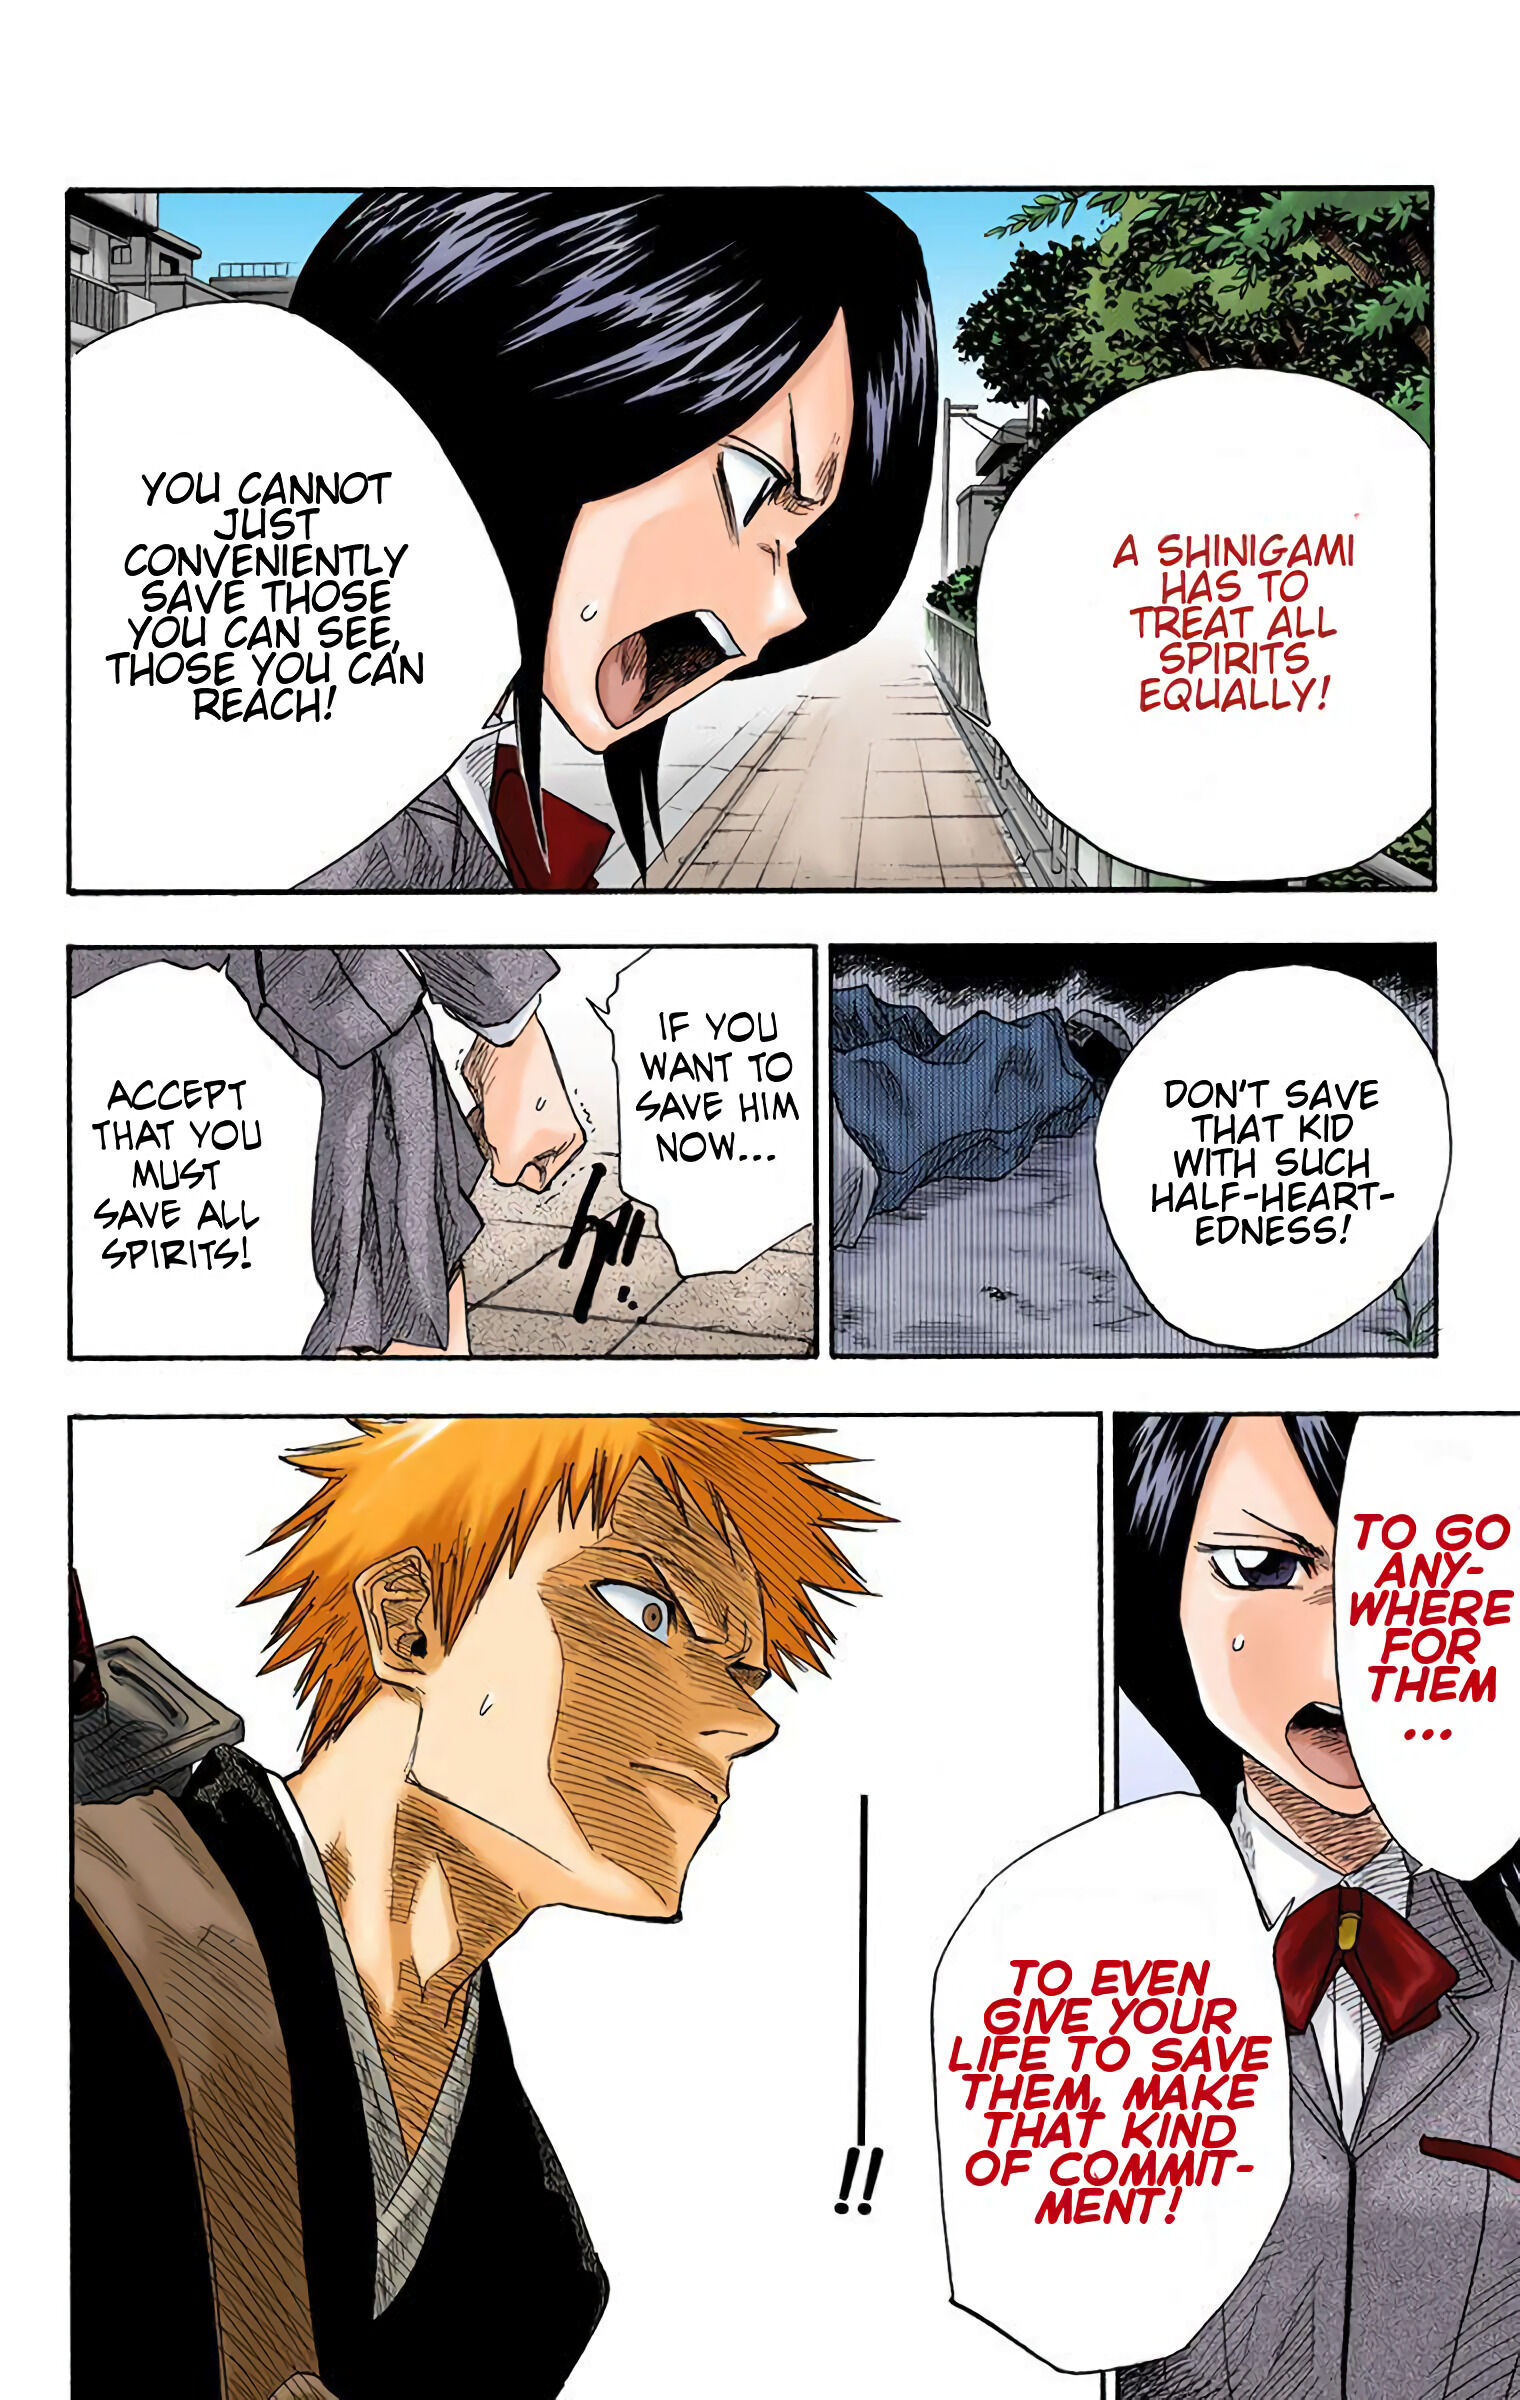 A SHINIGAMI
HAS TO
TREAT ALL
SPIRITS
EQUALLY!
YOU CANNOT
JUST
CONVENIENTLY
SAVE THOSE
YOU CAN SEE,
THOSE YOU CAN
REACH!
DON'T SAVE
THAT KID
WITH SUCH
HALF-HEART-
EDNESS!
IF YOU
WANT TO
SAVE HIM
NOW...
ACCEPT
THAT YOU
MUST
SAVE ALL
SPIRITS!
TO GO
ANY-
WHERE
FOR
THEM
...
TO EVEN
GIVE YOUR
LIFE TO SAVE
THEM, MAKE
THAT KIND
OF COMMIT-
MENT!
—!!